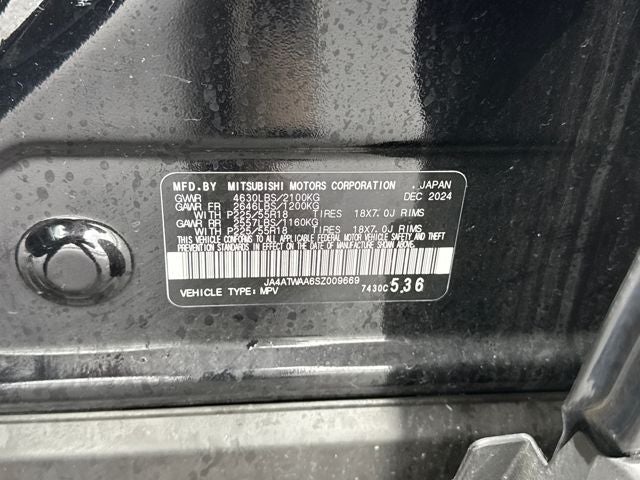 MFD.BY MITSUBISHI MOTORS CORPORATION , JAPAN
GVWR 4630LBS/2100KG DEC 2024
GAWR FR 2646LBS/1200KG
WITH P225/55R18 TIRES 18X7.0J RIMS
GAWR RR 2557LBS/1160KG
WITH P225/55R18 TIRES 18X7.0J RIMS
THIS VEHICLE CONFORMS TO ALL APPLICABLE
FEDERAL MOTOR VEHICLE SAFETY, BUMPER, AND THEFT
PREVENTION STANDARDS IN EFFECT ON THE DATE OF MANUFACTURE SHOWN ABOVE.
JA4ATWAA6SZ009669
VEHICLE TYPE:MPV 7430C 536